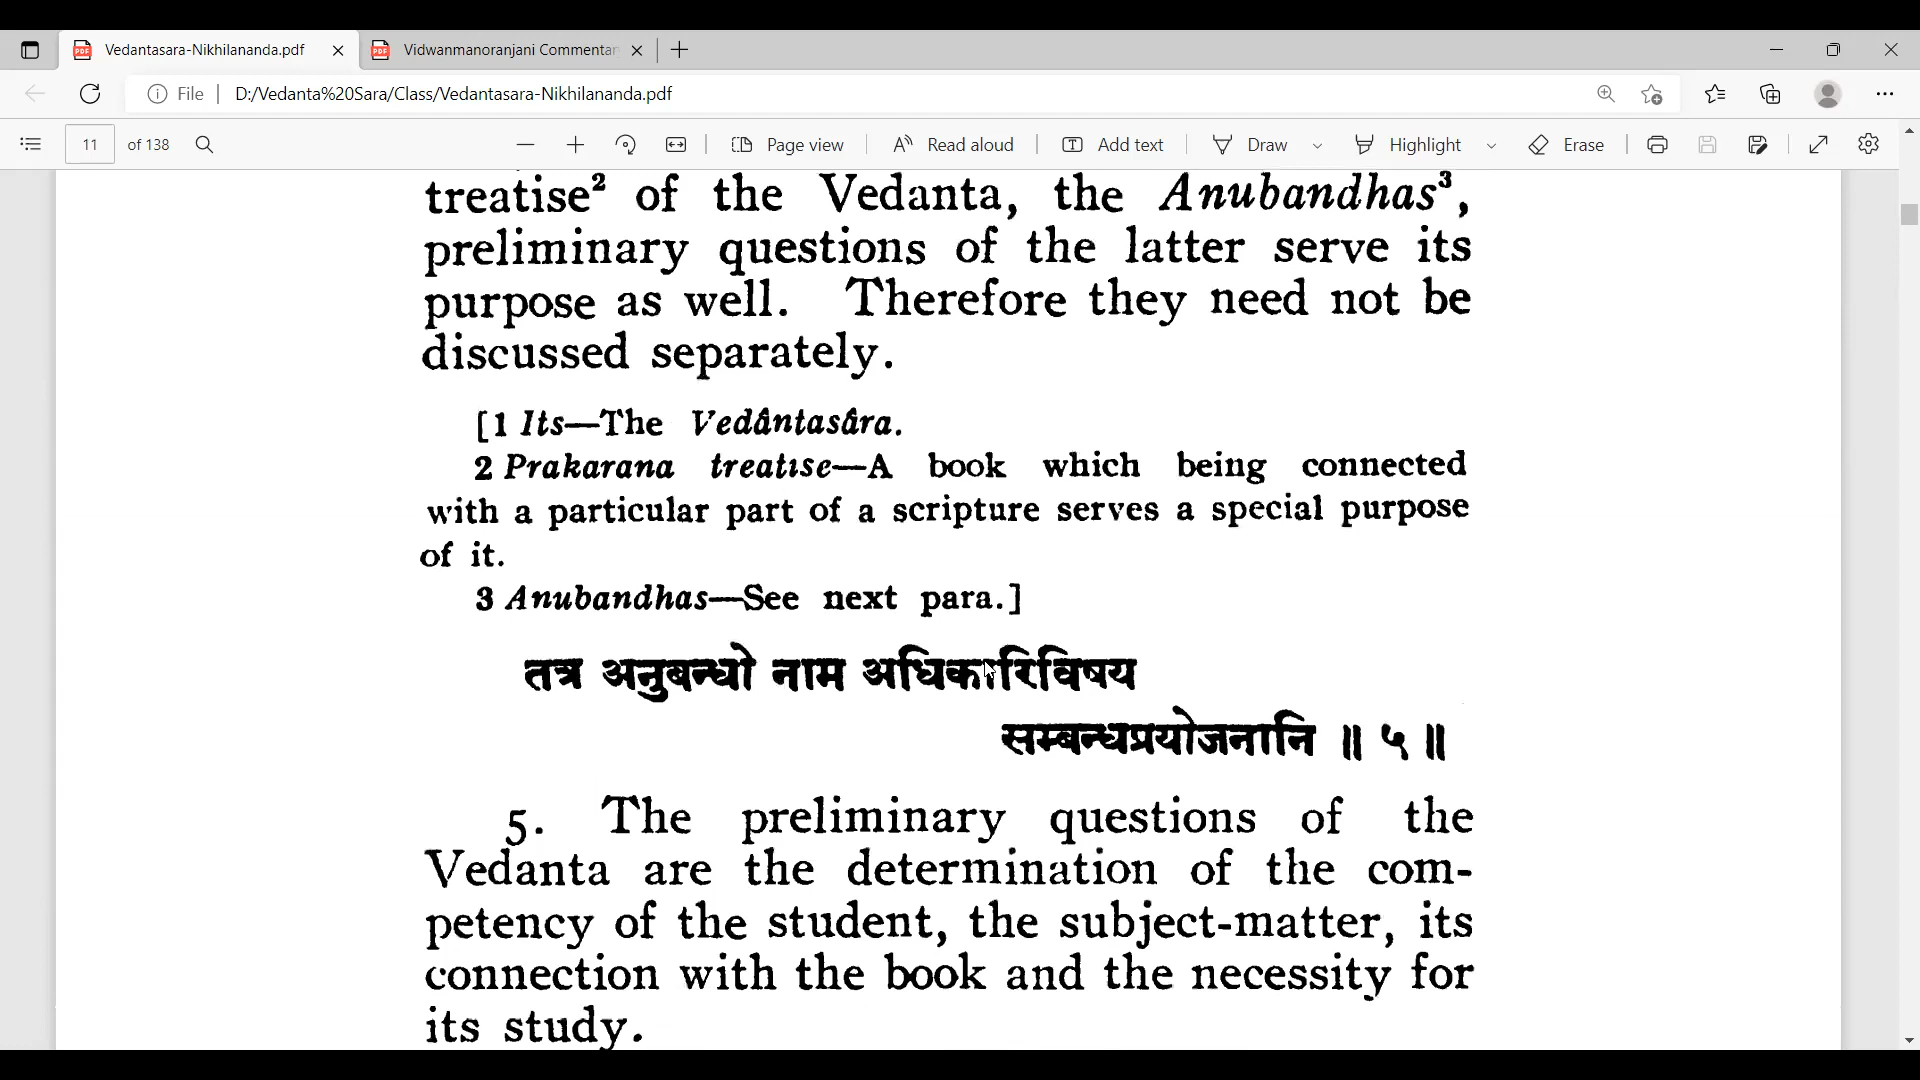 Vedantasara-Nikhilananda.pdf
Vidwanmanoranjani Commentar
File
D:/Vedanta%20Sara/Class/Vedantasara-Nikhilananda.pdf
11 of 138
Page view
Read aloud
Add text
Draw
Highlight
Erase
treatise² of the Vedanta, the Anubandhas³,
preliminary questions of the latter serve its
purpose as well. Therefore they need not be
discussed separately.
[1 Its—The Vedântasâra.
2 Prakarana treatise—A book which being connected
with a particular part of a scripture serves a special purpose
of it.
3 Anubandhas—See next para.]
तत्र अनुबन्धो नाम अधिकारिविषय
सम्बन्धप्रयोजनानि ॥ ५ ॥
5. The preliminary questions of the
Vedanta are the determination of the com-
petency of the student, the subject-matter, its
connection with the book and the necessity for
its study.